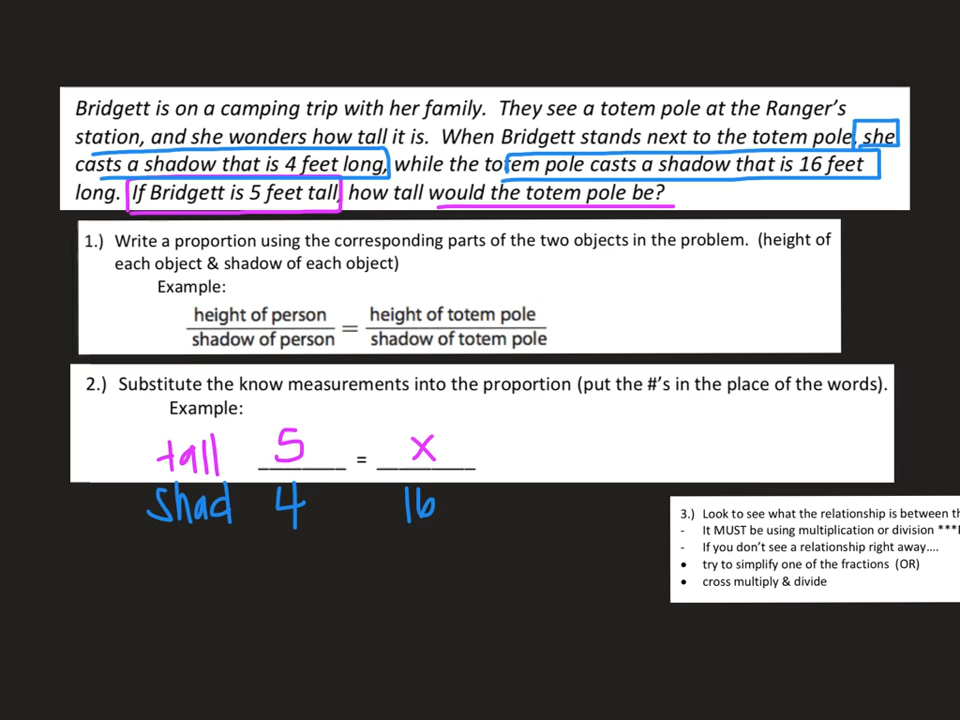 Bridgett is on a camping trip with her family. They see a totem pole at the Ranger's
station, and she wonders how tall it is. When Bridgett stands next to the totem pole, she
casts a shadow that is 4 feet long, while the totem pole casts a shadow that is 16 feet
long. If Bridgett is 5 feet tall, how tall would the totem pole be?
1.) Write a proportion using the corresponding parts of the two objects in the problem. (height of
each object & shadow of each object)
Example:
height of person = height of totem pole
shadow of person shadow of totem pole
2.) Substitute the know measurements into the proportion (put the #'s in the place of the words).
Example:
tall 5 = x
shad 4 16
3.) Look to see what the relationship is between
- It MUST be using multiplication or division ***
- If you don't see a relationship right away....
• try to simplify one of the fractions (OR)
• cross multiply & divide